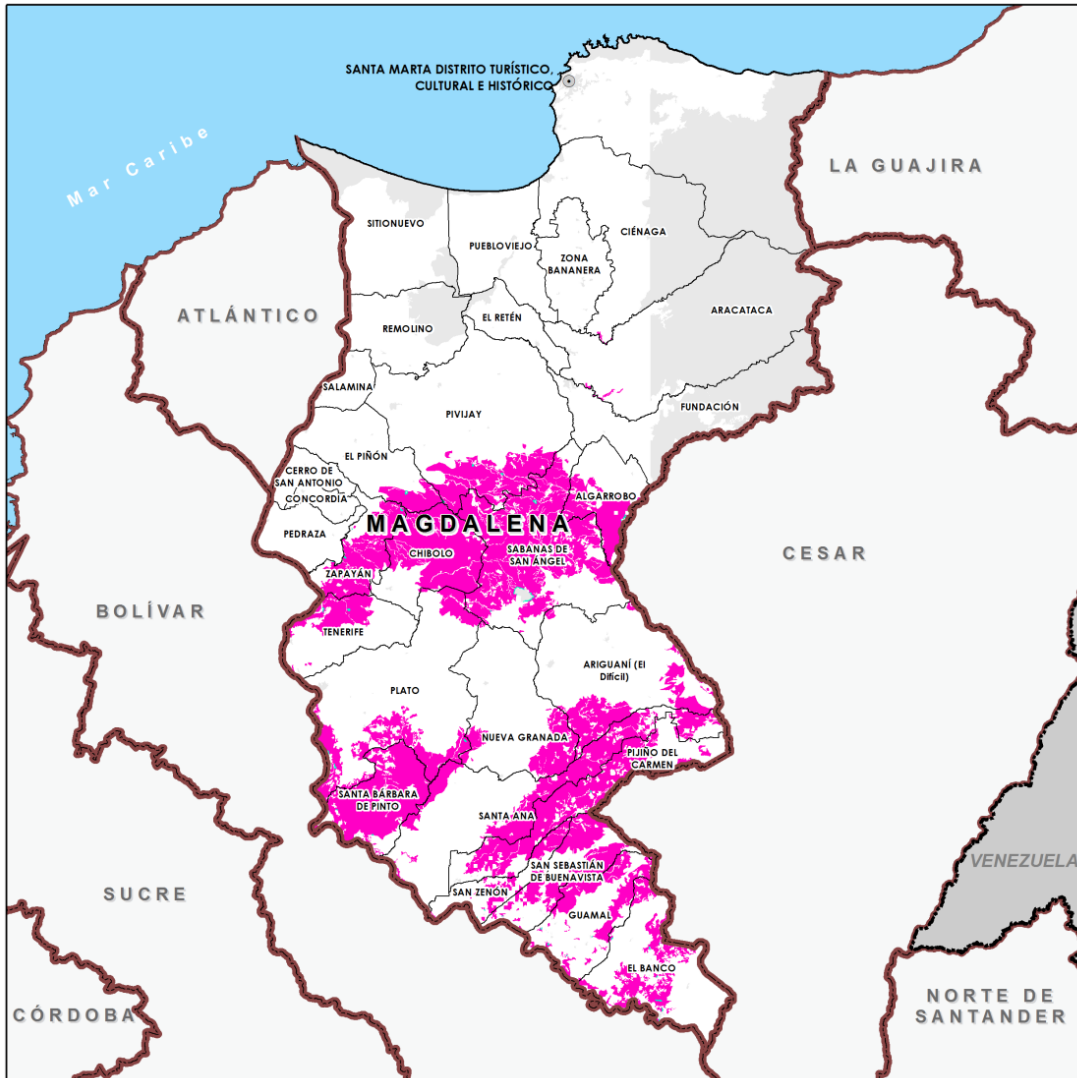 SANTA MARTA DISTRITO TURÍSTICO,
CULTURAL E HISTÓRICO
Mar Caribe
LA GUAJIRA
SITIONUEVO
PUEBLOVIEJO
CIÉNAGA
ZONA
BANANERA
ATLÁNTICO
EL RETÉN
ARACATACA
REMOLINO
SALAMINA
PIVIJAY
FUNDACIÓN
EL PIÑÓN
CERRO DE
SAN ANTONIO
CONCORDIA
ALGARROBO
MAGDALENA
PEDRAZA
CHIBOLO
SABANAS DE
SAN ANGEL
CESAR
ZAPAYÁN
BOLÍVAR
TENERIFE
ARIGUANÍ (El
Difícil)
PLATO
NUEVA GRANADA
PIJIÑO DEL
CARMEN
SANTA BÁRBARA
DE PINTO
SANTA ANA
VENEZUELA
SAN SEBASTIÁN
DE BUENAVISTA
SUCRE
SAN ZENÓN
GUAMAL
EL BANCO
CÓRDOBA
NORTE DE
SANTANDER